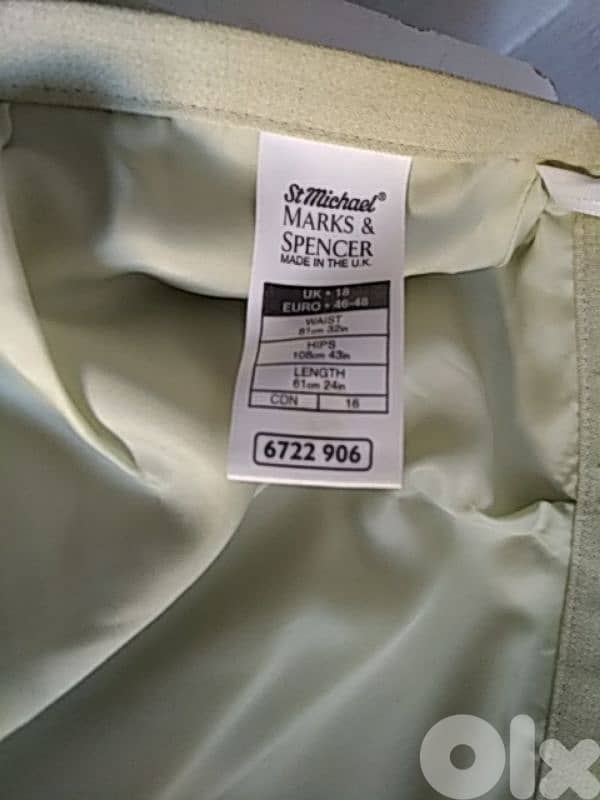 St Michael®
MARKS &
SPENCER
MADE IN THE U.K.
UK • 18
EURO • 46-48
WAIST
81cm 32in
HIPS
108cm 43in
LENGTH
61cm 24in
CDN 16
6722 906
Olx